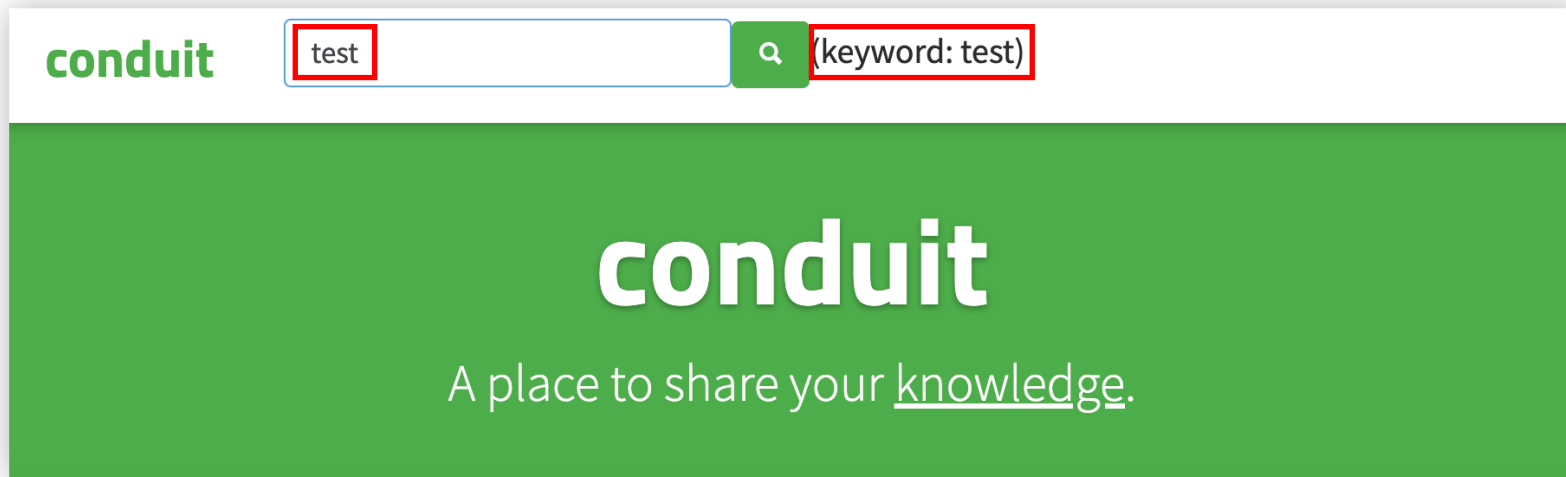 conduit test (keyword: test)
conduit
A place to share your knowledge.